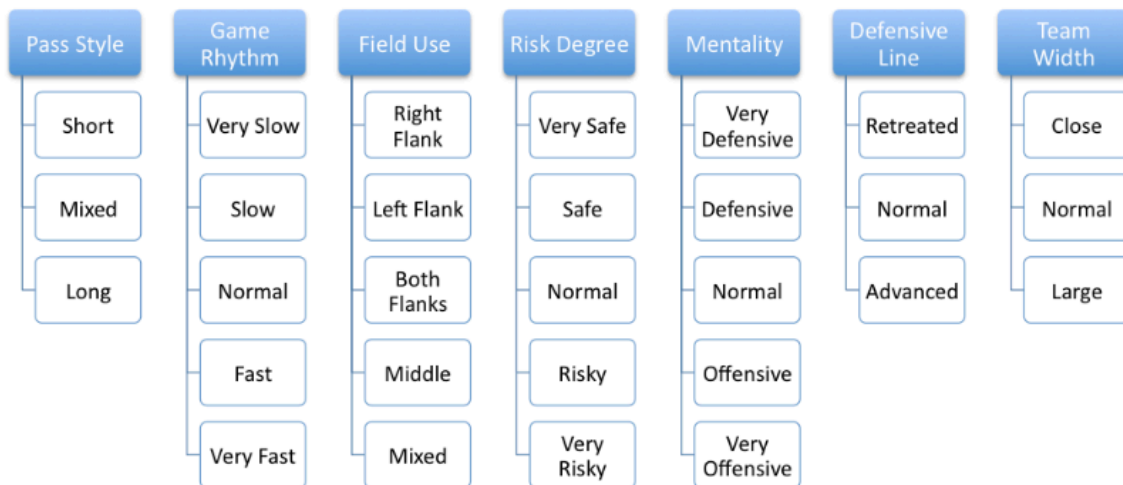 Pass Style
Short
Mixed
Long
Game
Rhythm
Very Slow
Slow
Normal
Fast
Very Fast
Field Use
Right
Flank
Left Flank
Both
Flanks
Middle
Mixed
Risk Degree
Very Safe
Safe
Normal
Risky
Very
Risky
Mentality
Very
Defensive
Defensive
Normal
Offensive
Very
Offensive
Defensive
Line
Retreated
Normal
Advanced
Team
Width
Close
Normal
Large